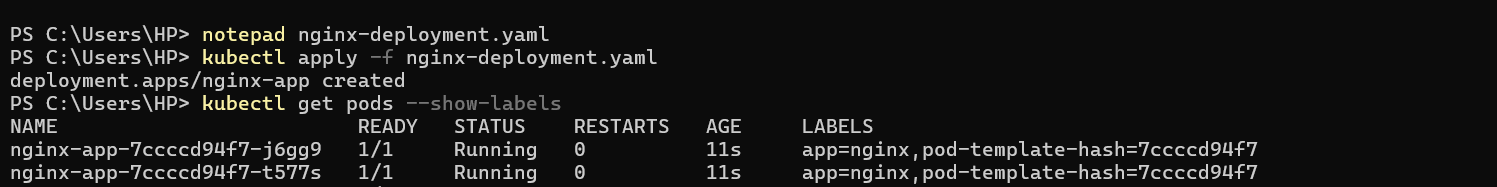 PS C:\Users\HP> notepad nginx-deployment.yaml
PS C:\Users\HP> kubectl apply -f nginx-deployment.yaml
deployment.apps/nginx-app created
PS C:\Users\HP> kubectl get pods --show-labels
NAME                         READY   STATUS    RESTARTS   AGE     LABELS
nginx-app-7ccccd94f7-j6gg9   1/1     Running   0          11s     app=nginx,pod-template-hash=7ccccd94f7
nginx-app-7ccccd94f7-t577s   1/1     Running   0          11s     app=nginx,pod-template-hash=7ccccd94f7